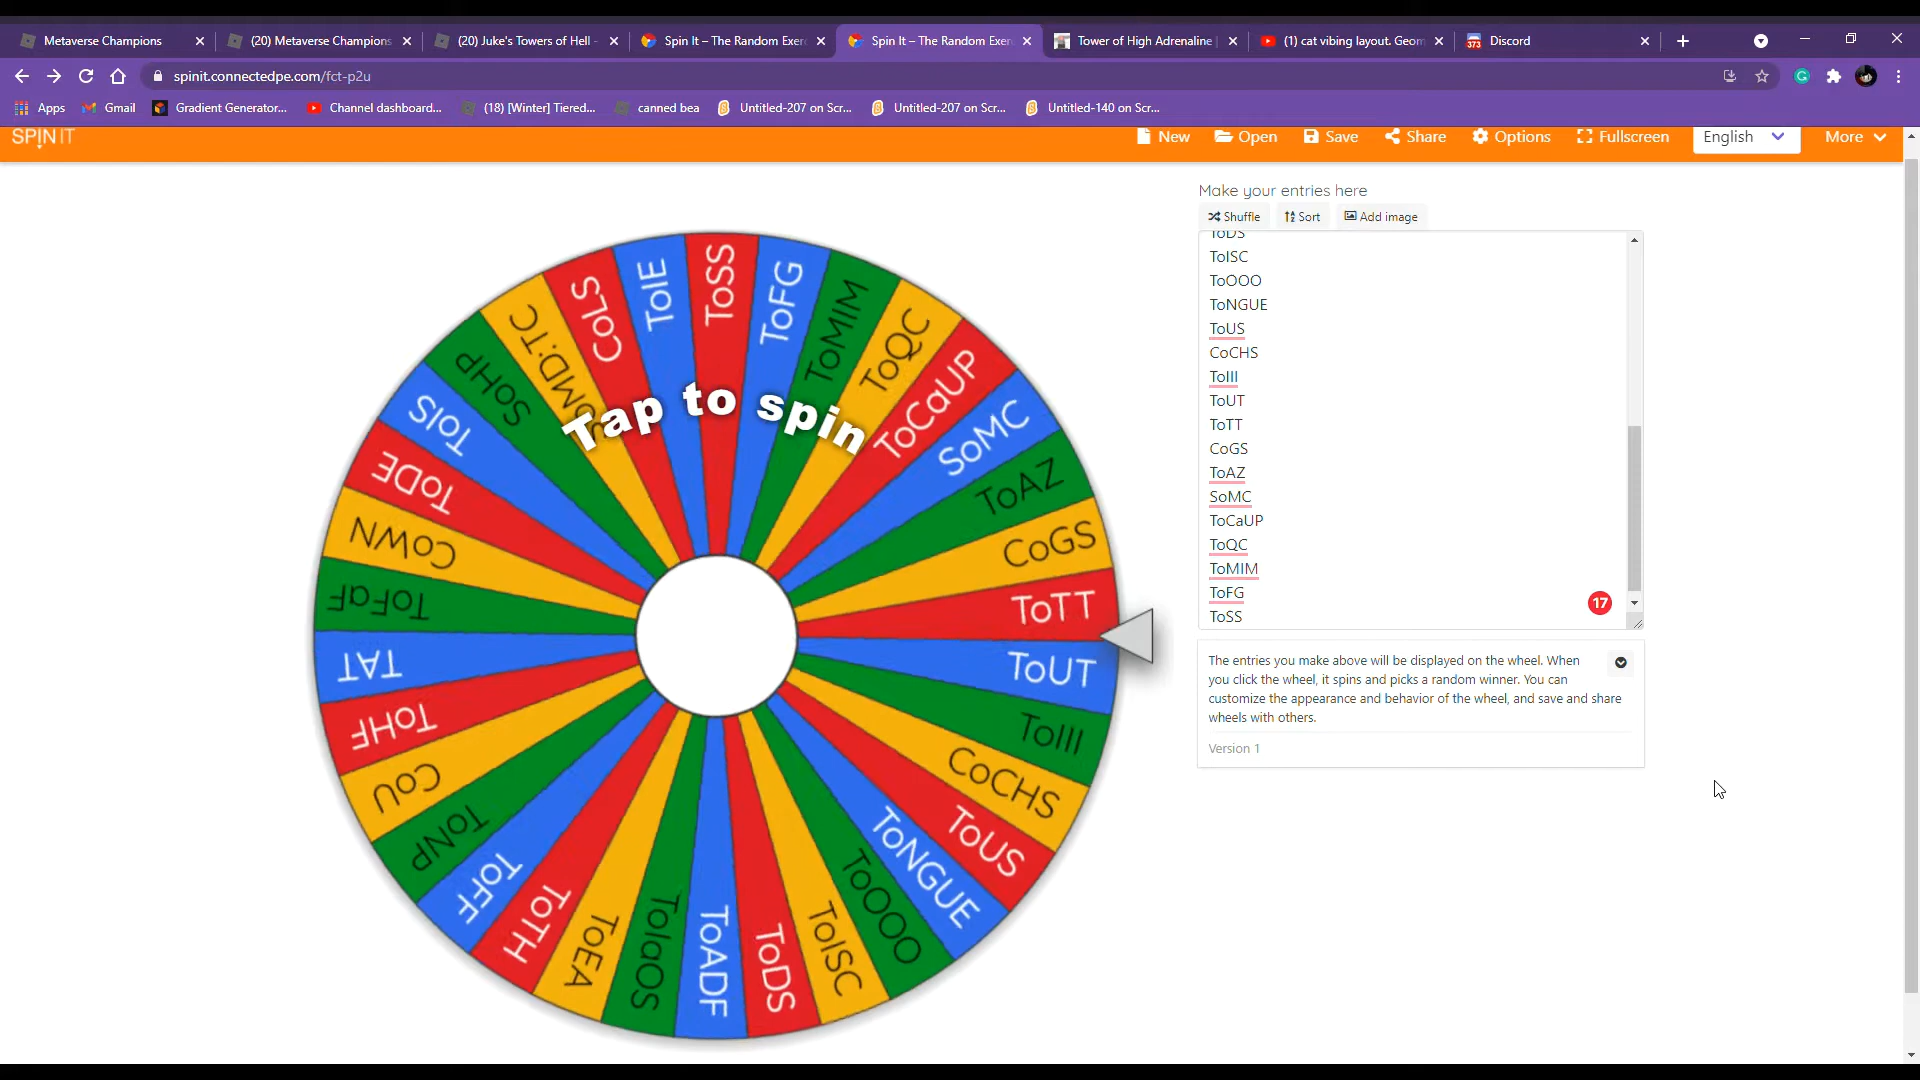 Metaverse Champions
(20) Metaverse Champions
(20) Juke's Towers of Hell -
Spin It – The Random Exer
Spin It – The Random Exer
Tower of High Adrenaline |
(1) cat vibing layout. Geom
373
Discord
spinit.connectedpe.com/fct-p2u
Apps
Gmail
Gradient Generator...
Channel dashboard...
(18) [Winter] Tiered...
canned bea
Untitled-207 on Scr...
Untitled-207 on Scr...
Untitled-140 on Scr...
SPIN IT
New
Open
Save
Share
Options
Fullscreen
English
More
Make your entries here
Shuffle
Sort
Add image
ToDS
ToISC
ToOOO
ToNGUE
ToUS
CoCHS
ToIII
ToUT
ToTT
CoGS
ToAZ
SoMC
ToCaUP
ToQC
ToMIM
ToFG
ToSS
17
The entries you make above will be displayed on the wheel. When
you click the wheel, it spins and picks a random winner. You can
customize the appearance and behavior of the wheel, and save and share
wheels with others.
Version 1
Tap to spin
ToSS
ToFG
ToMIM
ToQC
ToCaUP
SoMC
ToAZ
CoGS
ToTT
ToUT
ToIII
CoCHS
ToUS
ToNGUE
ToOOO
ToISC
ToDS
ToADF
ToIaOS
ToEA
ToTH
ToFF
ToNP
CoU
ToHF
TAT
ToFaF
CoWN
ToDE
ToIS
SoHP
CoLS
ToIE